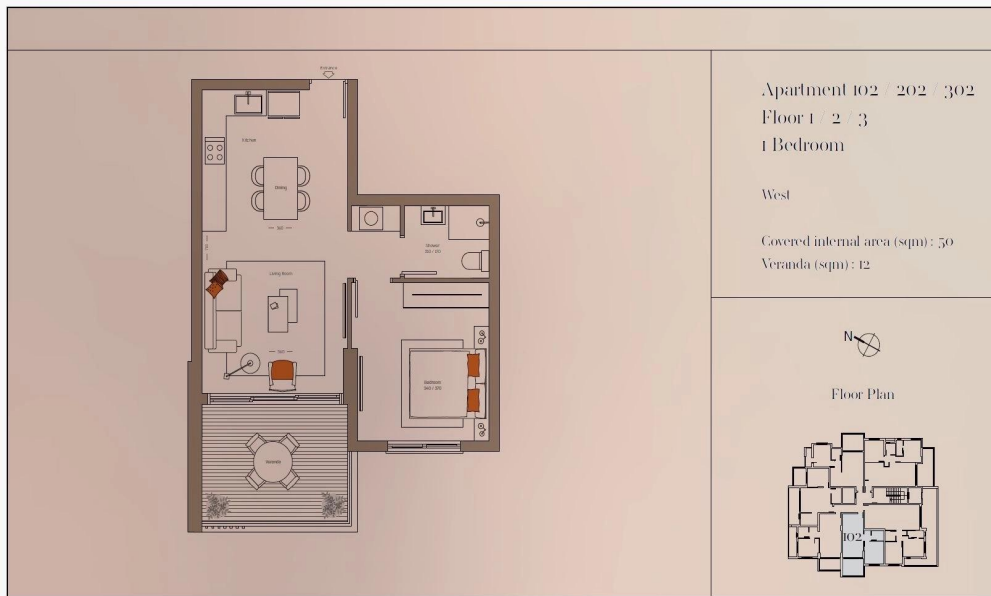 Entrance
Kitchen
Dining
Living Room
Shower
Bedroom
Veranda
Apartment 102 / 202 / 302
Floor 1 / 2 / 3
1 Bedroom
West
Covered internal area (sqm) : 50
Veranda (sqm) : 12
N
Floor Plan
102